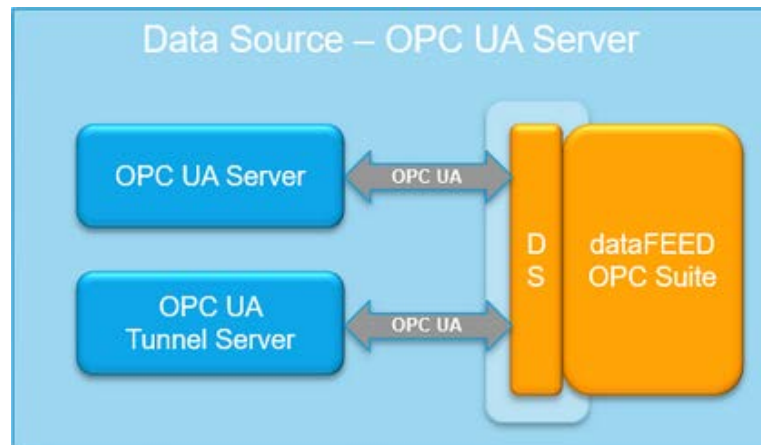 Data Source – OPC UA Server
OPC UA Server
OPC UA
D
S
dataFEED
OPC Suite
OPC UA
Tunnel Server
OPC UA